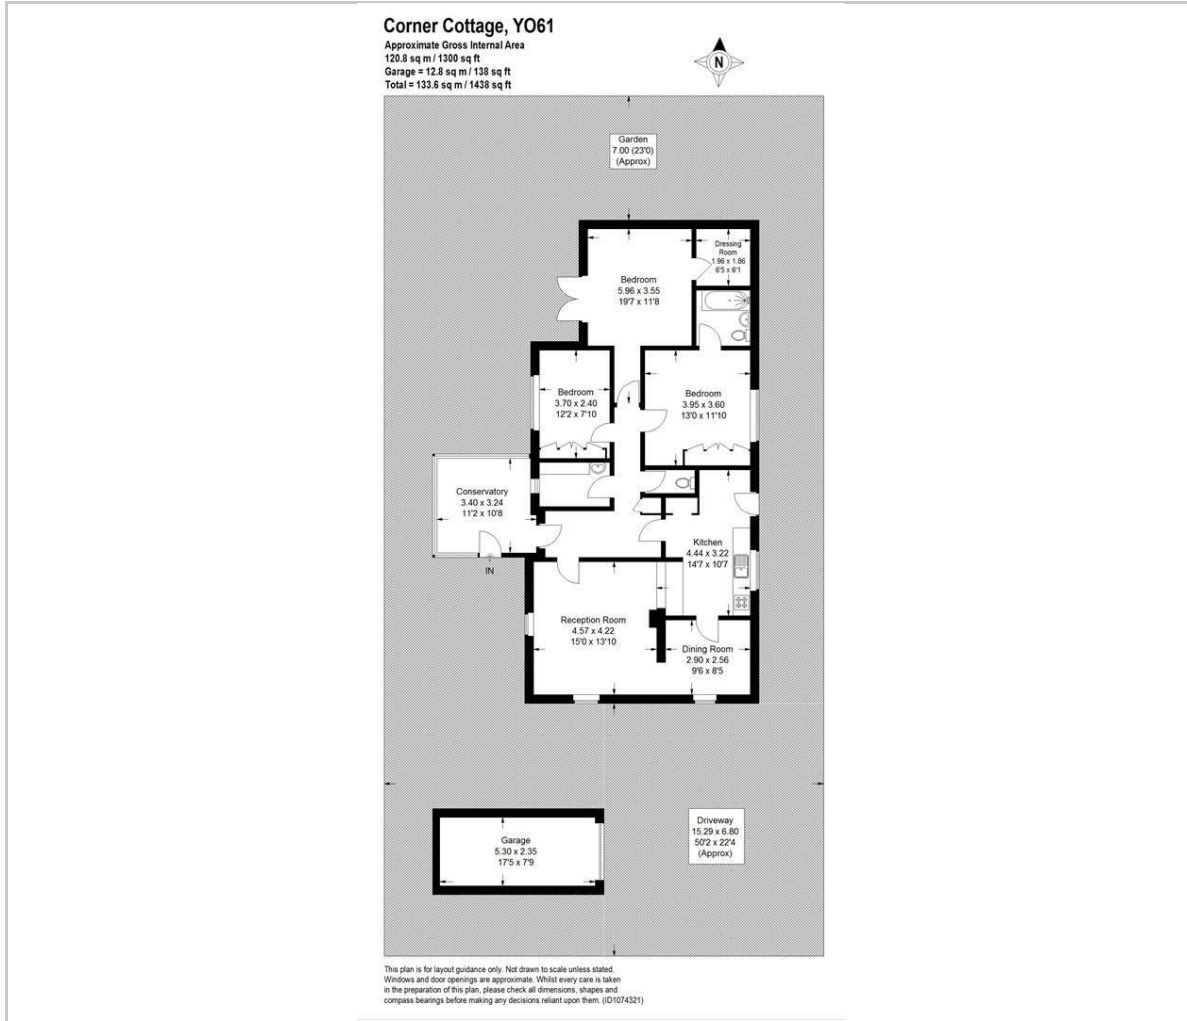 Corner Cottage, YO61
Approximate Gross Internal Area
120.8 sq m / 1300 sq ft
Garage = 12.8 sq m / 138 sq ft
Total = 133.6 sq m / 1438 sq ft
N
Garden
7.00 (23'0)
(Approx)
Dressing
Room
1.96 x 1.86
6'5 x 6'1
Bedroom
5.96 x 3.55
19'7 x 11'8
Bedroom
3.70 x 2.40
12'2 x 7'10
Bedroom
3.95 x 3.60
13'0 x 11'10
Conservatory
3.40 x 3.24
11'2 x 10'8
IN
Kitchen
4.44 x 3.22
14'7 x 10'7
Reception Room
4.57 x 4.22
15'0 x 13'10
Dining Room
2.90 x 2.56
9'6 x 8'5
Garage
5.30 x 2.35
17'5 x 7'9
Driveway
15.29 x 6.80
50'2 x 22'4
(Approx)
This plan is for layout guidance only. Not drawn to scale unless stated.
Windows and door openings are approximate. Whilst every care is taken
in the preparation of this plan, please check all dimensions, shapes and
compass bearings before making any decisions reliant upon them. (ID1074321)